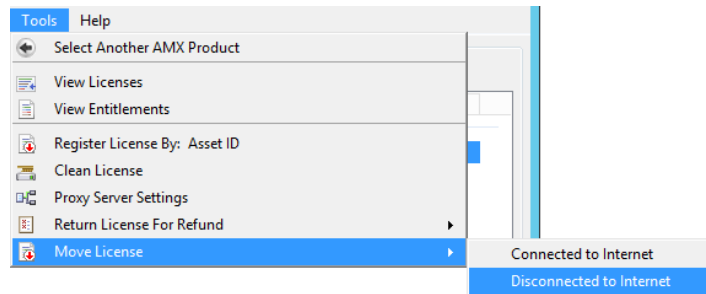 Tools Help
Select Another AMX Product
View Licenses
View Entitlements
Register License By: Asset ID
Clean License
Proxy Server Settings
Return License For Refund
Move License
Connected to Internet
Disconnected to Internet